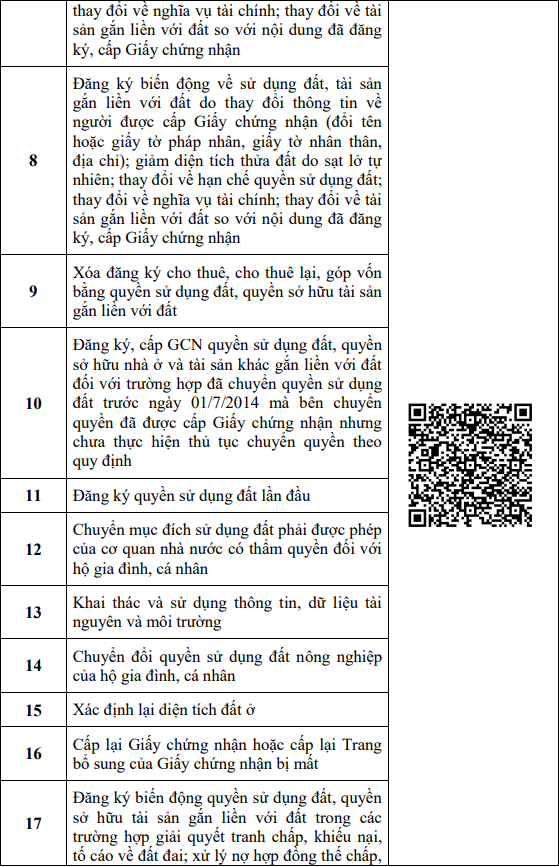 thay đổi về nghĩa vụ tài chính; thay đổi về tài
sản gắn liền với đất so với nội dung đã đăng
ký, cấp Giấy chứng nhận
8
Đăng ký biến động về sử dụng đất, tài sản
gắn liền với đất do thay đổi thông tin về
người được cấp Giấy chứng nhận (đổi tên
hoặc giấy tờ pháp nhân, giấy tờ nhân thân,
địa chỉ); giảm diện tích thửa đất do sạt lở tự
nhiên; thay đổi về hạn chế quyền sử dụng đất;
thay đổi về nghĩa vụ tài chính; thay đổi về tài
sản gắn liền với đất so với nội dung đã đăng
ký, cấp Giấy chứng nhận
9
Xóa đăng ký cho thuê, cho thuê lại, góp vốn
bằng quyền sử dụng đất, quyền sở hữu tài sản
gắn liền với đất
10
Đăng ký, cấp GCN quyền sử dụng đất, quyền
sở hữu nhà ở và tài sản khác gắn liền với đất
đối với trường hợp đã chuyển quyền sử dụng
đất trước ngày 01/7/2014 mà bên chuyển
quyền đã được cấp Giấy chứng nhận nhưng
chưa thực hiện thủ tục chuyển quyền theo
quy định
11
Đăng ký quyền sử dụng đất lần đầu
12
Chuyển mục đích sử dụng đất phải được phép
của cơ quan nhà nước có thẩm quyền đối với
hộ gia đình, cá nhân
13
Khai thác và sử dụng thông tin, dữ liệu tài
nguyên và môi trường
14
Chuyển đổi quyền sử dụng đất nông nghiệp
của hộ gia đình, cá nhân
15
Xác định lại diện tích đất ở
16
Cấp lại Giấy chứng nhận hoặc cấp lại Trang
bổ sung của Giấy chứng nhận bị mất
17
Đăng ký biến động quyền sử dụng đất, quyền
sở hữu tài sản gắn liền với đất trong các
trường hợp giải quyết tranh chấp, khiếu nại,
tố cáo về đất đai; xử lý nợ hợp đồng thế chấp,